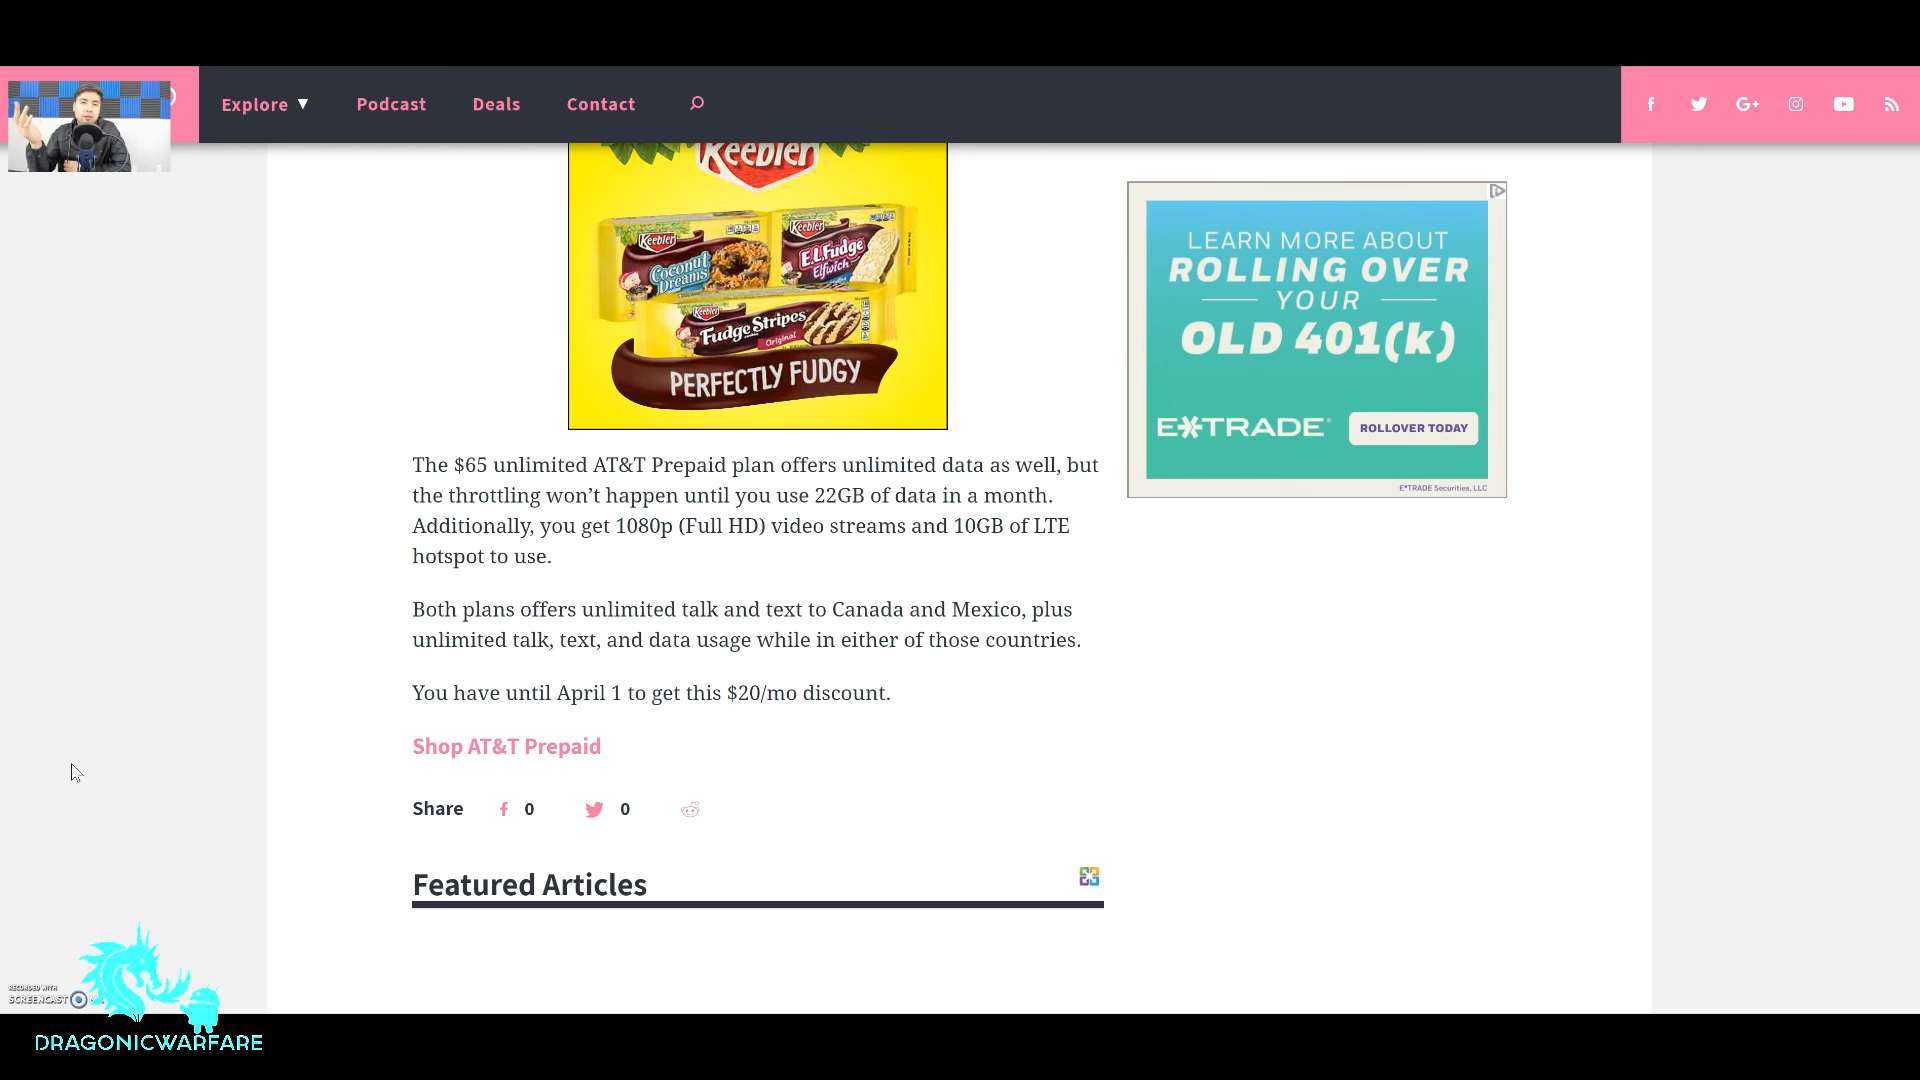 Explore ▼
Podcast
Deals
Contact
Keebler
Keebler
Coconut
Dreams
Keebler
E.L.Fudge
Elfwich
Keebler
Fudge Stripes
Original
PERFECTLY FUDGY
LEARN MORE ABOUT
ROLLING OVER
YOUR
OLD 401(k)
E*TRADE
ROLLOVER TODAY
E*TRADE Securities, LLC
The $65 unlimited AT&T Prepaid plan offers unlimited data as well, but
the throttling won’t happen until you use 22GB of data in a month.
Additionally, you get 1080p (Full HD) video streams and 10GB of LTE
hotspot to use.
Both plans offers unlimited talk and text to Canada and Mexico, plus
unlimited talk, text, and data usage while in either of those countries.
You have until April 1 to get this $20/mo discount.
Shop AT&T Prepaid
Share 0 0
Featured Articles
RECORDED WITH
SCREENCAST
DRAGONICWARFARE